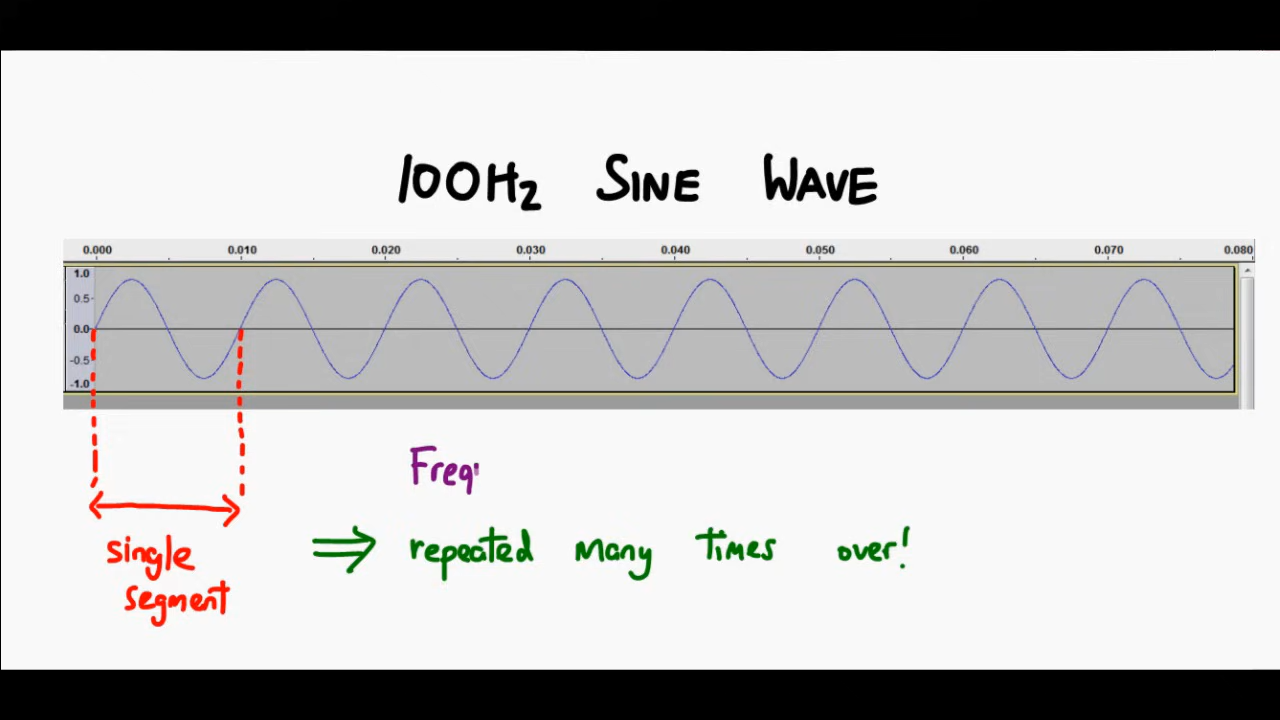 100Hz SINE WAVE
0.000 0.010 0.020 0.030 0.040 0.050 0.060 0.070 0.080
1.0
0.5
0.0
-0.5
-1.0
Freq
single
segment
⇒ repeated many times over!